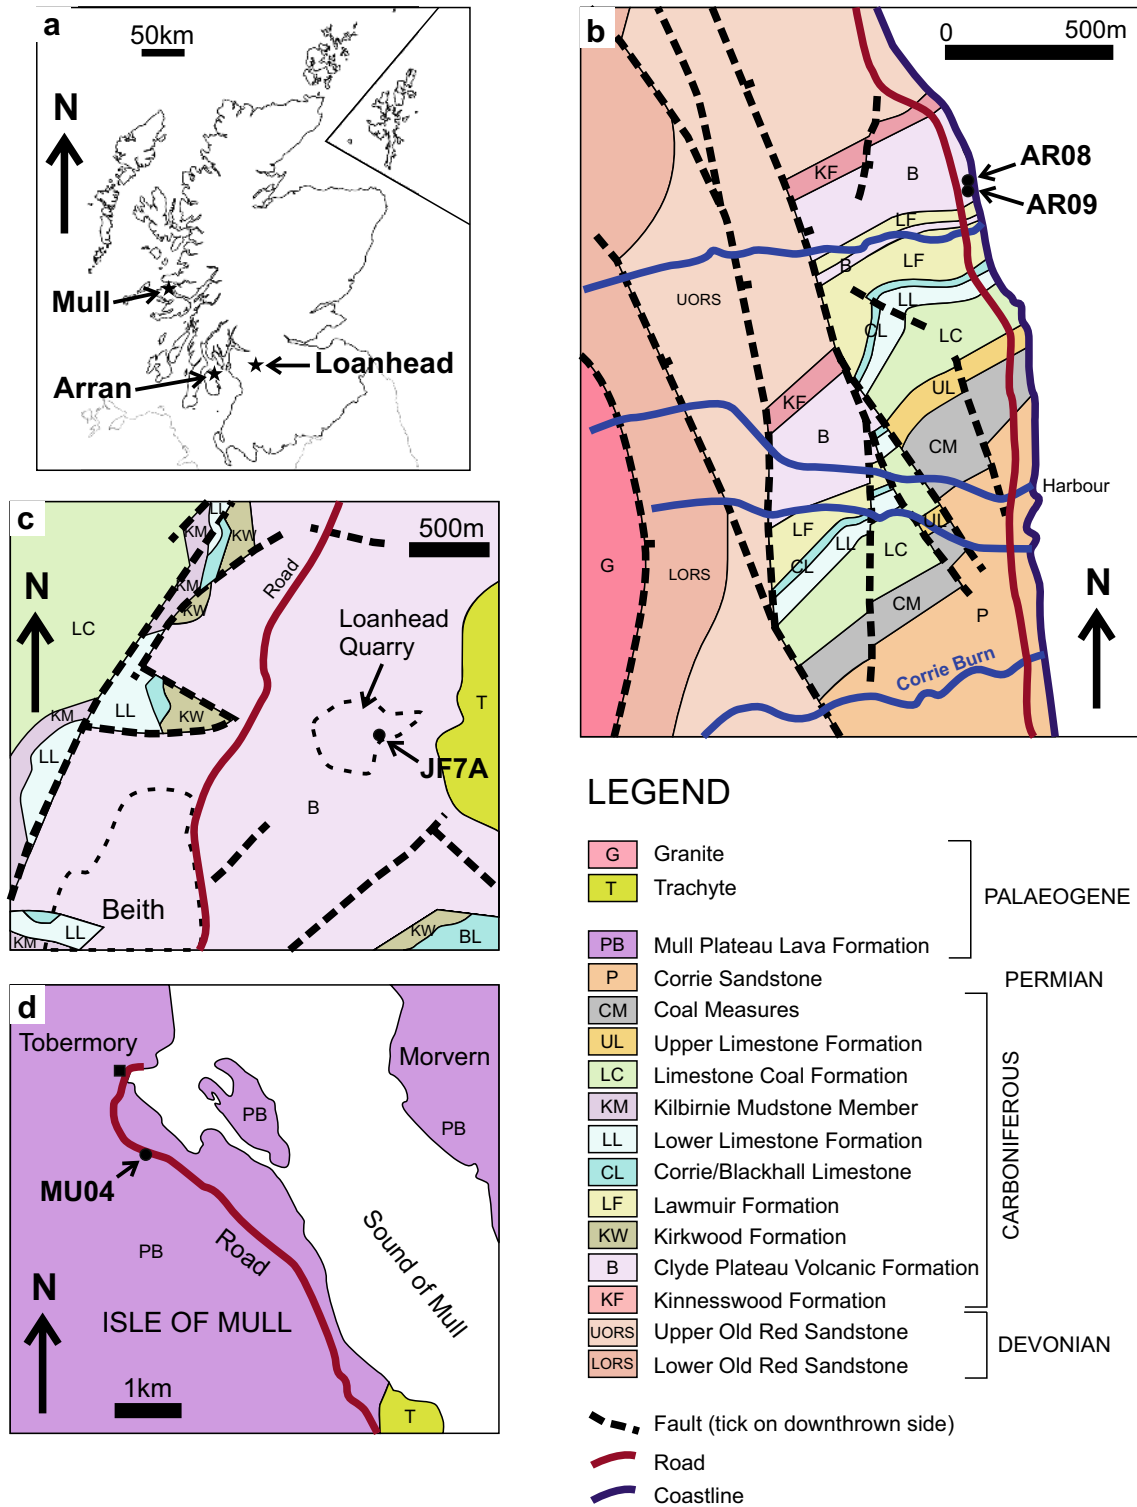 a
50km
N
Mull
Arran
Loanhead
b
0
500m
KF
B
AR08
AR09
LF
B
LF
UORS
LL
CL
LC
KF
UL
B
CM
Harbour
LF
UL
LL
LC
CL
G
LORS
CM
P
N
Corrie Burn
c
LL
KM
KW
500m
KM
KW
N
LC
Road
Loanhead
Quarry
T
KM
LL
KW
LL
JF7A
B
Beith
LL
KM
KW
BL
d
Tobermory
Morvern
PB
PB
MU04
PB
Road
Sound of Mull
N
ISLE OF MULL
1km
T
LEGEND
G Granite
T Trachyte
PALAEOGENE
PB Mull Plateau Lava Formation
P Corrie Sandstone
PERMIAN
CM Coal Measures
UL Upper Limestone Formation
LC Limestone Coal Formation
KM Kilbirnie Mudstone Member
LL Lower Limestone Formation
CL Corrie/Blackhall Limestone
LF Lawmuir Formation
KW Kirkwood Formation
B Clyde Plateau Volcanic Formation
KF Kinnesswood Formation
CARBONIFEROUS
UORS Upper Old Red Sandstone
LORS Lower Old Red Sandstone
DEVONIAN
Fault (tick on downthrown side)
Road
Coastline